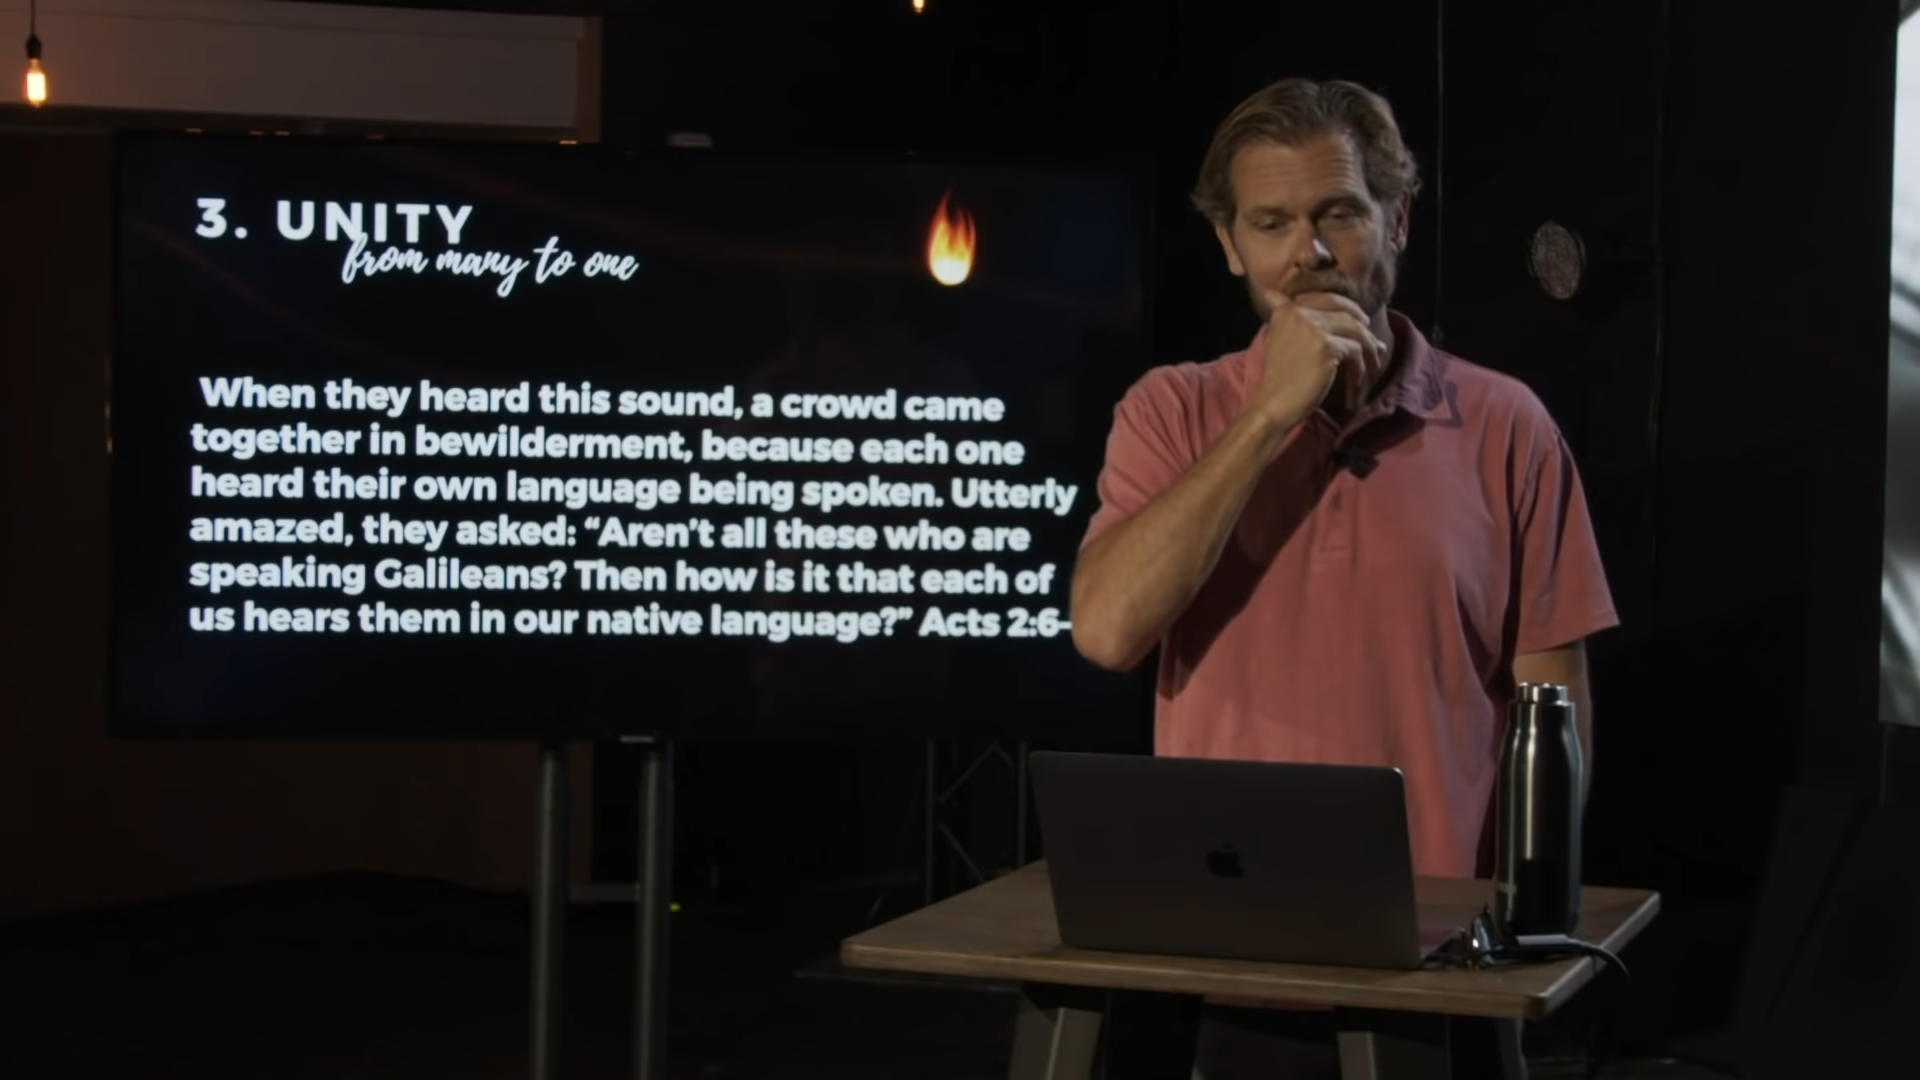 3. UNITY
from many to one
When they heard this sound, a crowd came
together in bewilderment, because each one
heard their own language being spoken. Utterly
amazed, they asked: “Aren’t all these who are
speaking Galileans? Then how is it that each of
us hears them in our native language?” Acts 2:6-